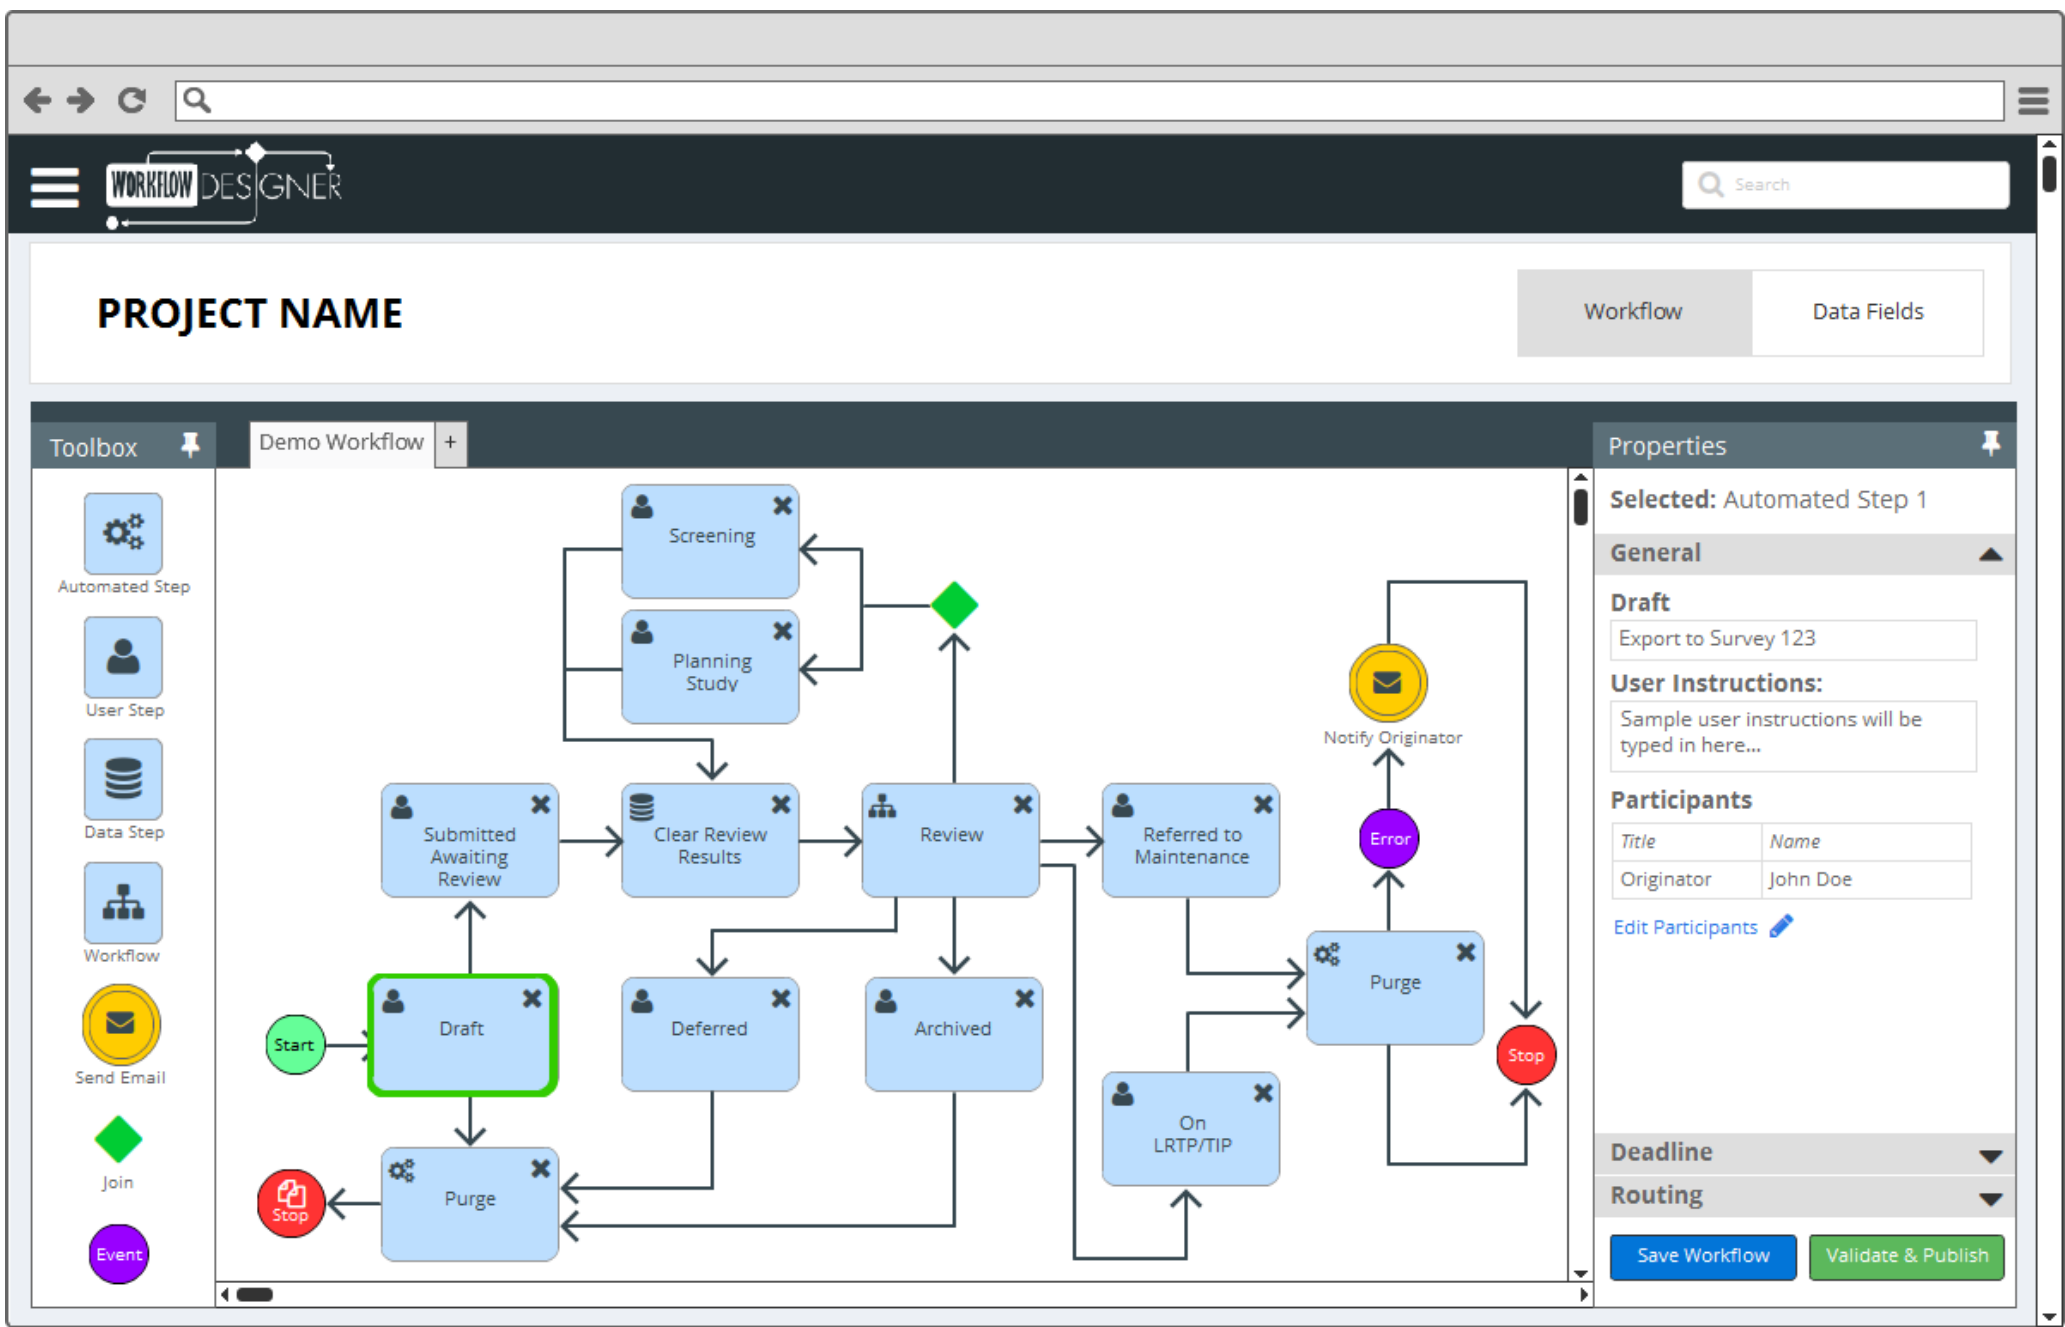 WORKFLOW DESIGNER
Search
PROJECT NAME
Workflow
Data Fields
Toolbox
Demo Workflow
+
Properties
Automated Step
User Step
Data Step
Workflow
Send Email
Join
Event
Screening
Planning
Study
Notify Originator
Submitted
Awaiting
Review
Clear Review
Results
Review
Referred to
Maintenance
Error
Start
Draft
Deferred
Archived
Purge
Stop
On
LRTP/TIP
Stop
Purge
Selected: Automated Step 1
General
Draft
Export to Survey 123
User Instructions:
Sample user instructions will be
typed in here...
Participants
Title Name
Originator John Doe
Edit Participants
Deadline
Routing
Save Workflow
Validate & Publish